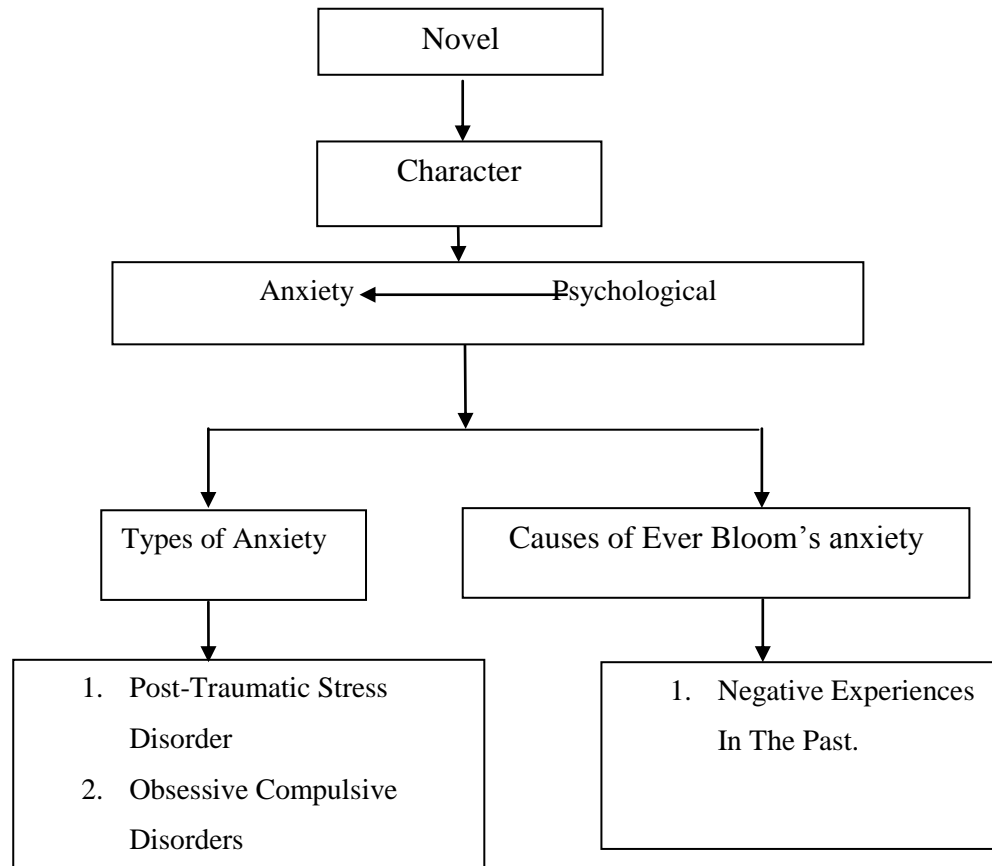 Novel
Character
Anxiety Psychological
Types of Anxiety
Causes of Ever Bloom’s anxiety
1. Post-Traumatic Stress
Disorder
2. Obsessive Compulsive
Disorders
1. Negative Experiences
In The Past.